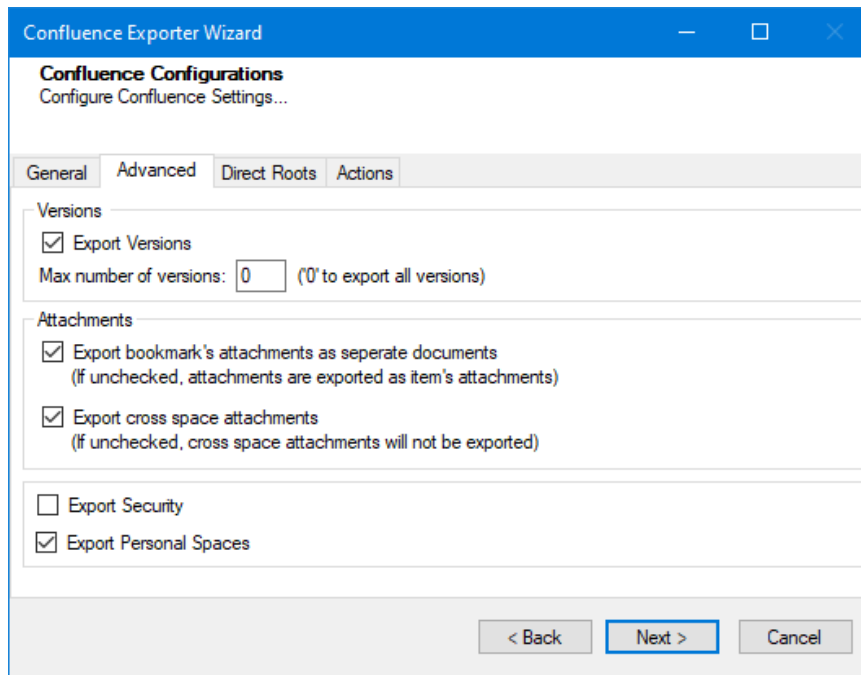 Confluence Exporter Wizard
Confluence Configurations
Configure Confluence Settings...
General Advanced Direct Roots Actions
Versions
Export Versions
Max number of versions: 0 ('0' to export all versions)
Attachments
Export bookmark's attachments as seperate documents
(If unchecked, attachments are exported as item's attachments)
Export cross space attachments
(If unchecked, cross space attachments will not be exported)
Export Security
Export Personal Spaces
< Back Next > Cancel